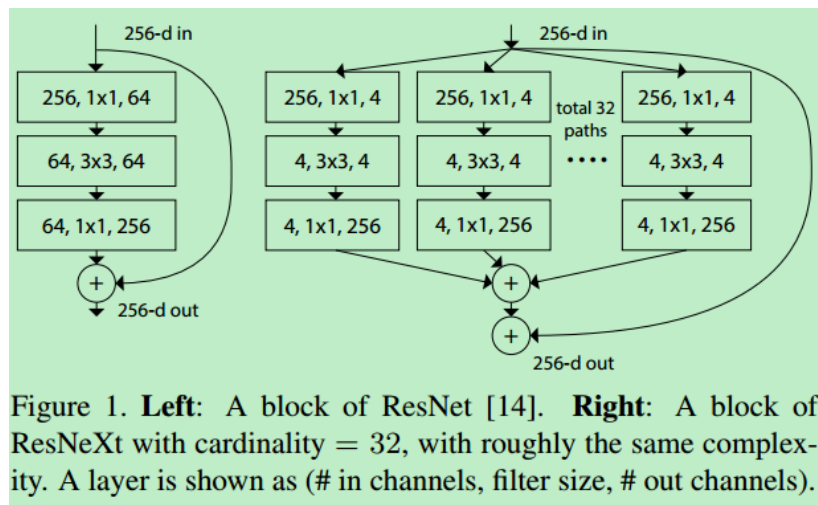 256-d in
256, 1x1, 64
64, 3x3, 64
64, 1x1, 256
+
256-d out
256-d in
256, 1x1, 4
256, 1x1, 4
total 32
paths
256, 1x1, 4
4, 3x3, 4
4, 3x3, 4
....
4, 3x3, 4
4, 1x1, 256
4, 1x1, 256
4, 1x1, 256
+
+
256-d out
Figure 1. Left: A block of ResNet [14]. Right: A block of
ResNeXt with cardinality = 32, with roughly the same complex-
ity. A layer is shown as (# in channels, filter size, # out channels).